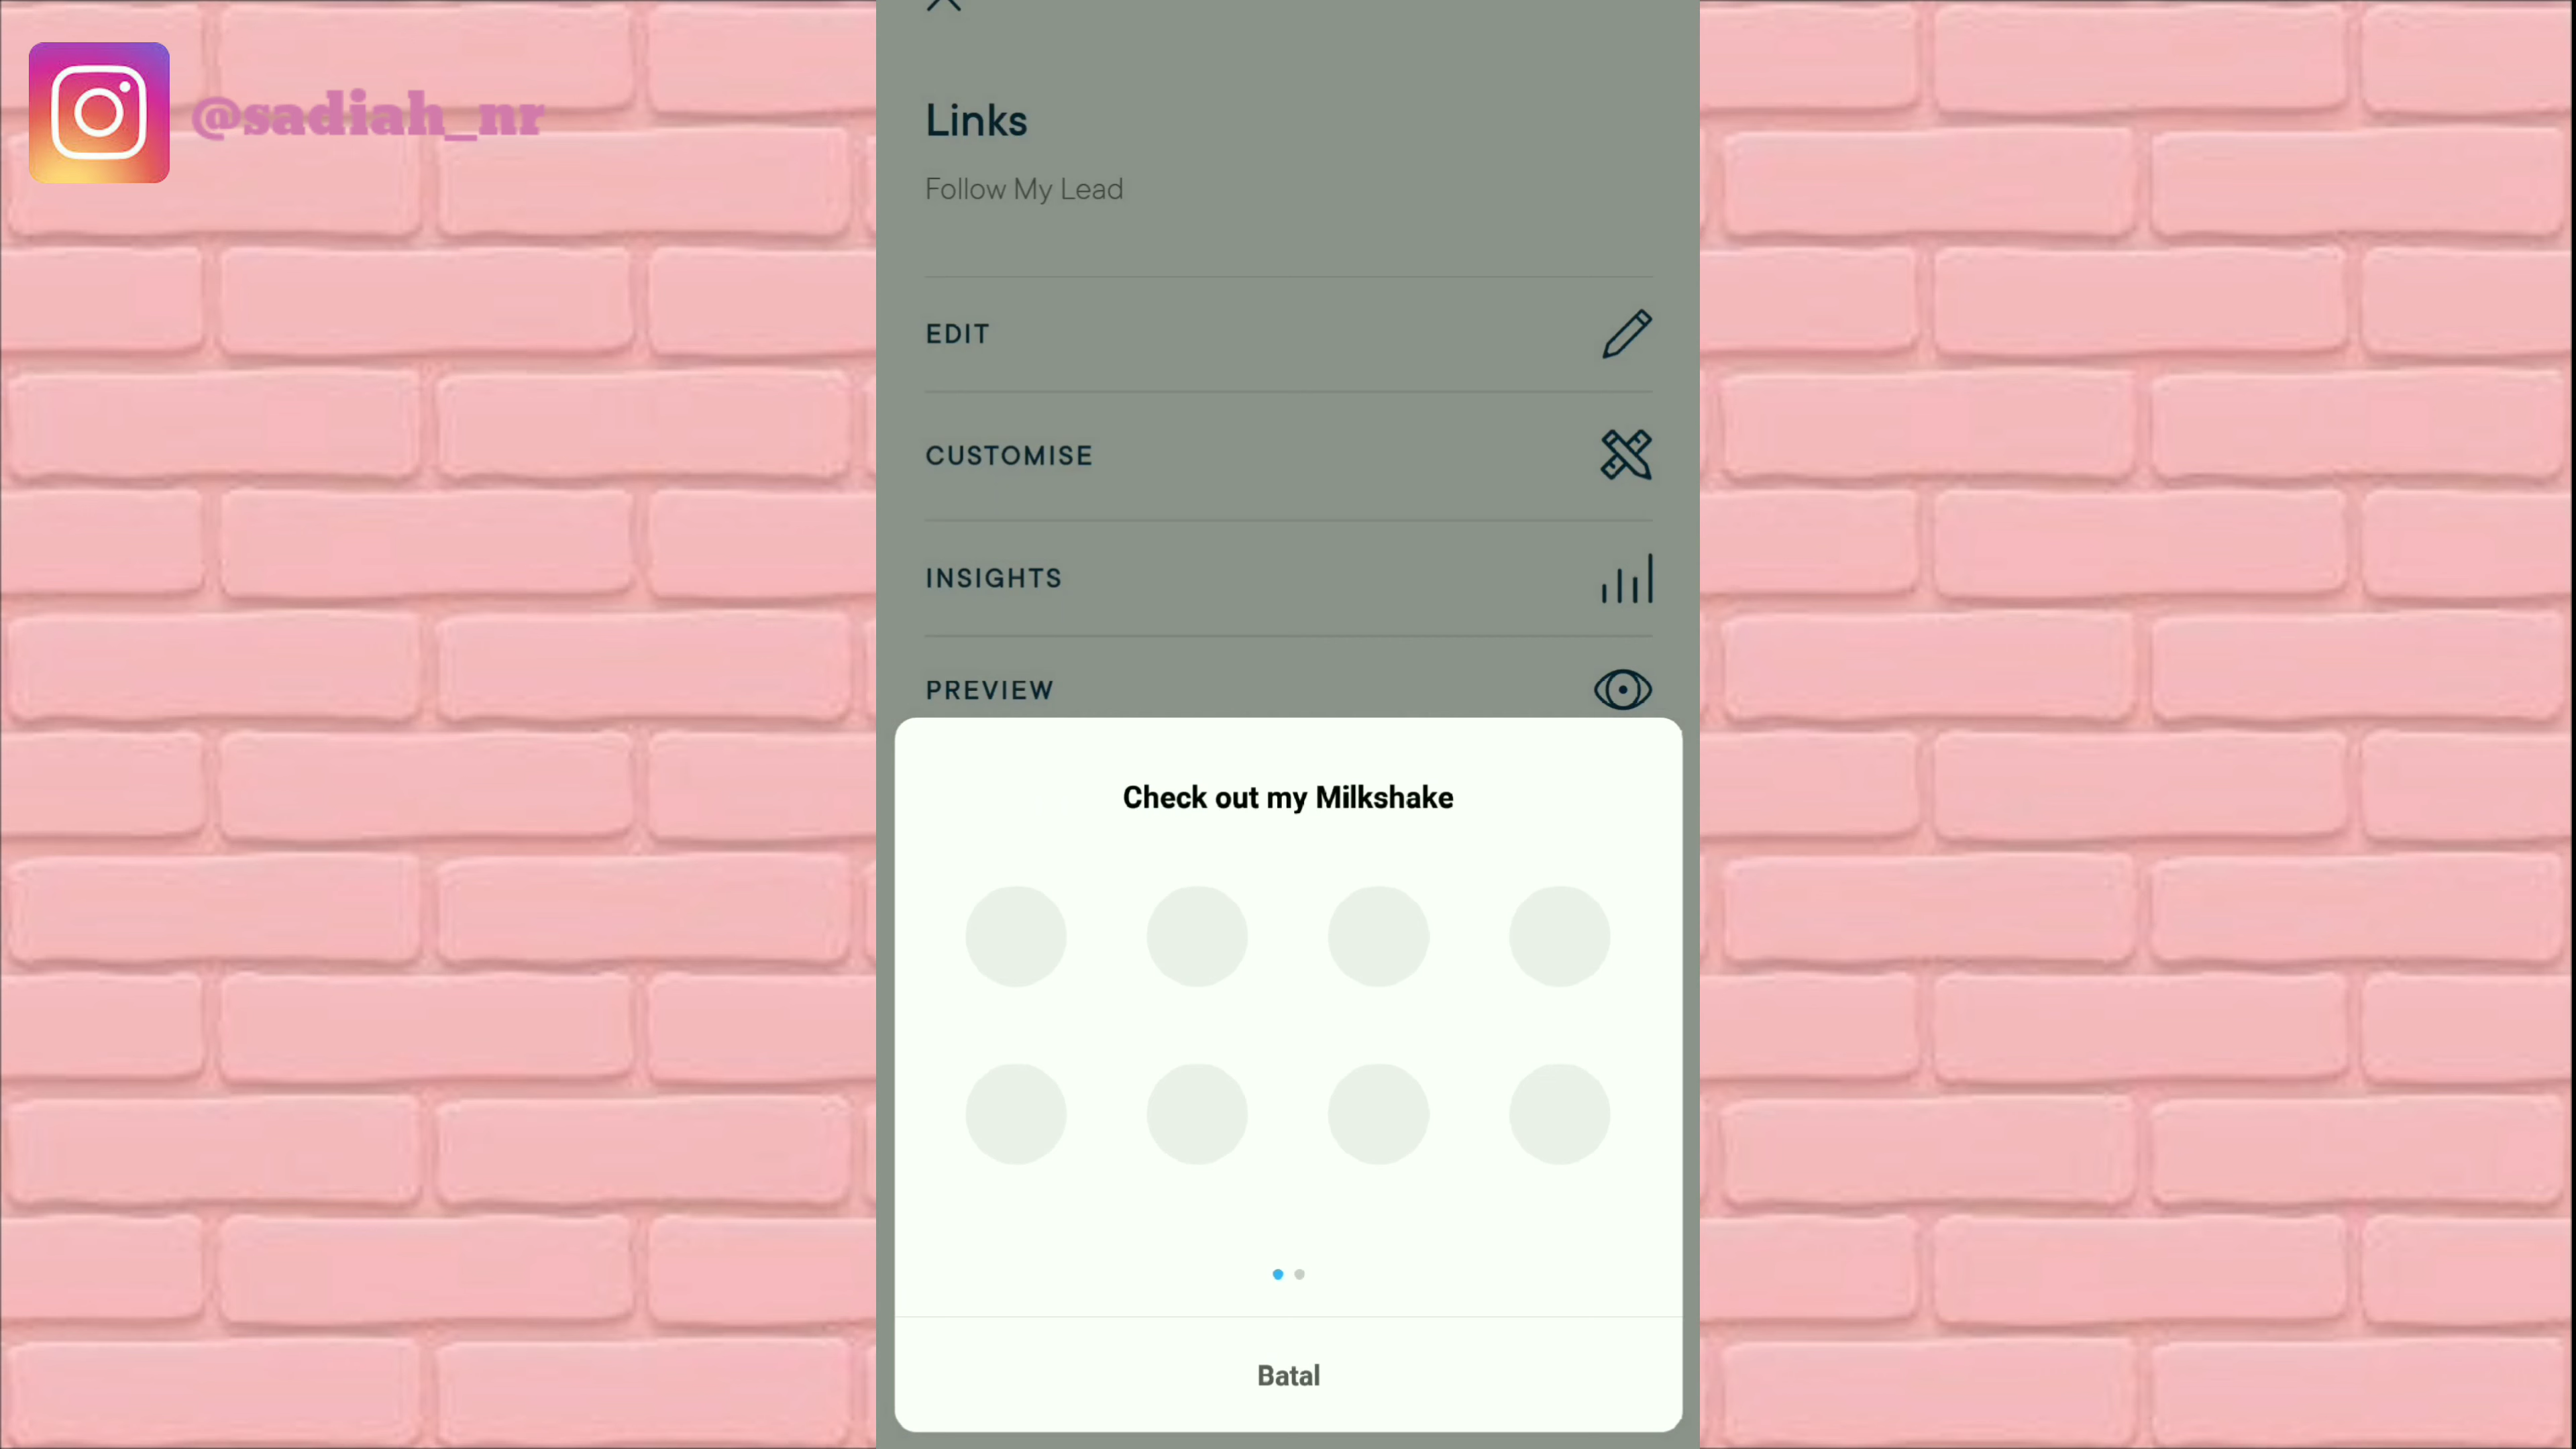 @sadiah_nr
Links
Follow My Lead
EDIT
CUSTOMISE
INSIGHTS
PREVIEW
Check out my Milkshake
Batal